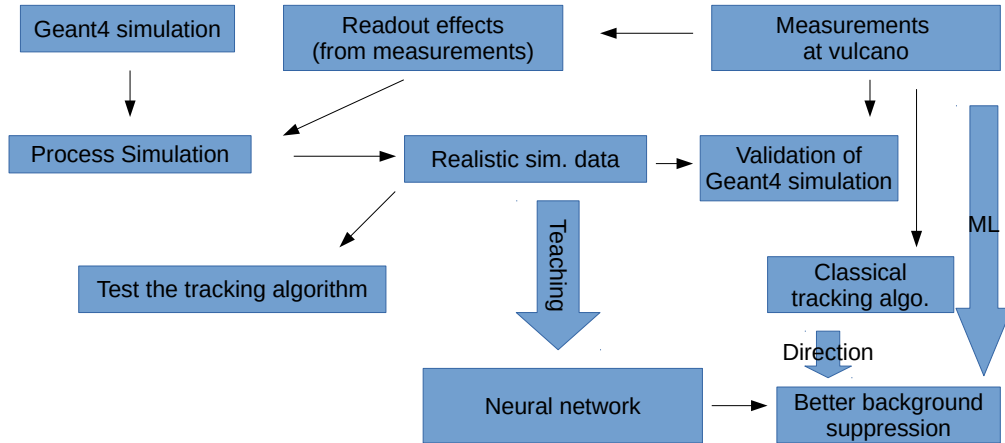 Geant4 simulation
Readout effects
(from measurements)
Measurements
at vulcano
Process Simulation
Realistic sim. data
Validation of
Geant4 simulation
ML
Teaching
Test the tracking algorithm
Classical
tracking algo.
Direction
Neural network
Better background
suppression